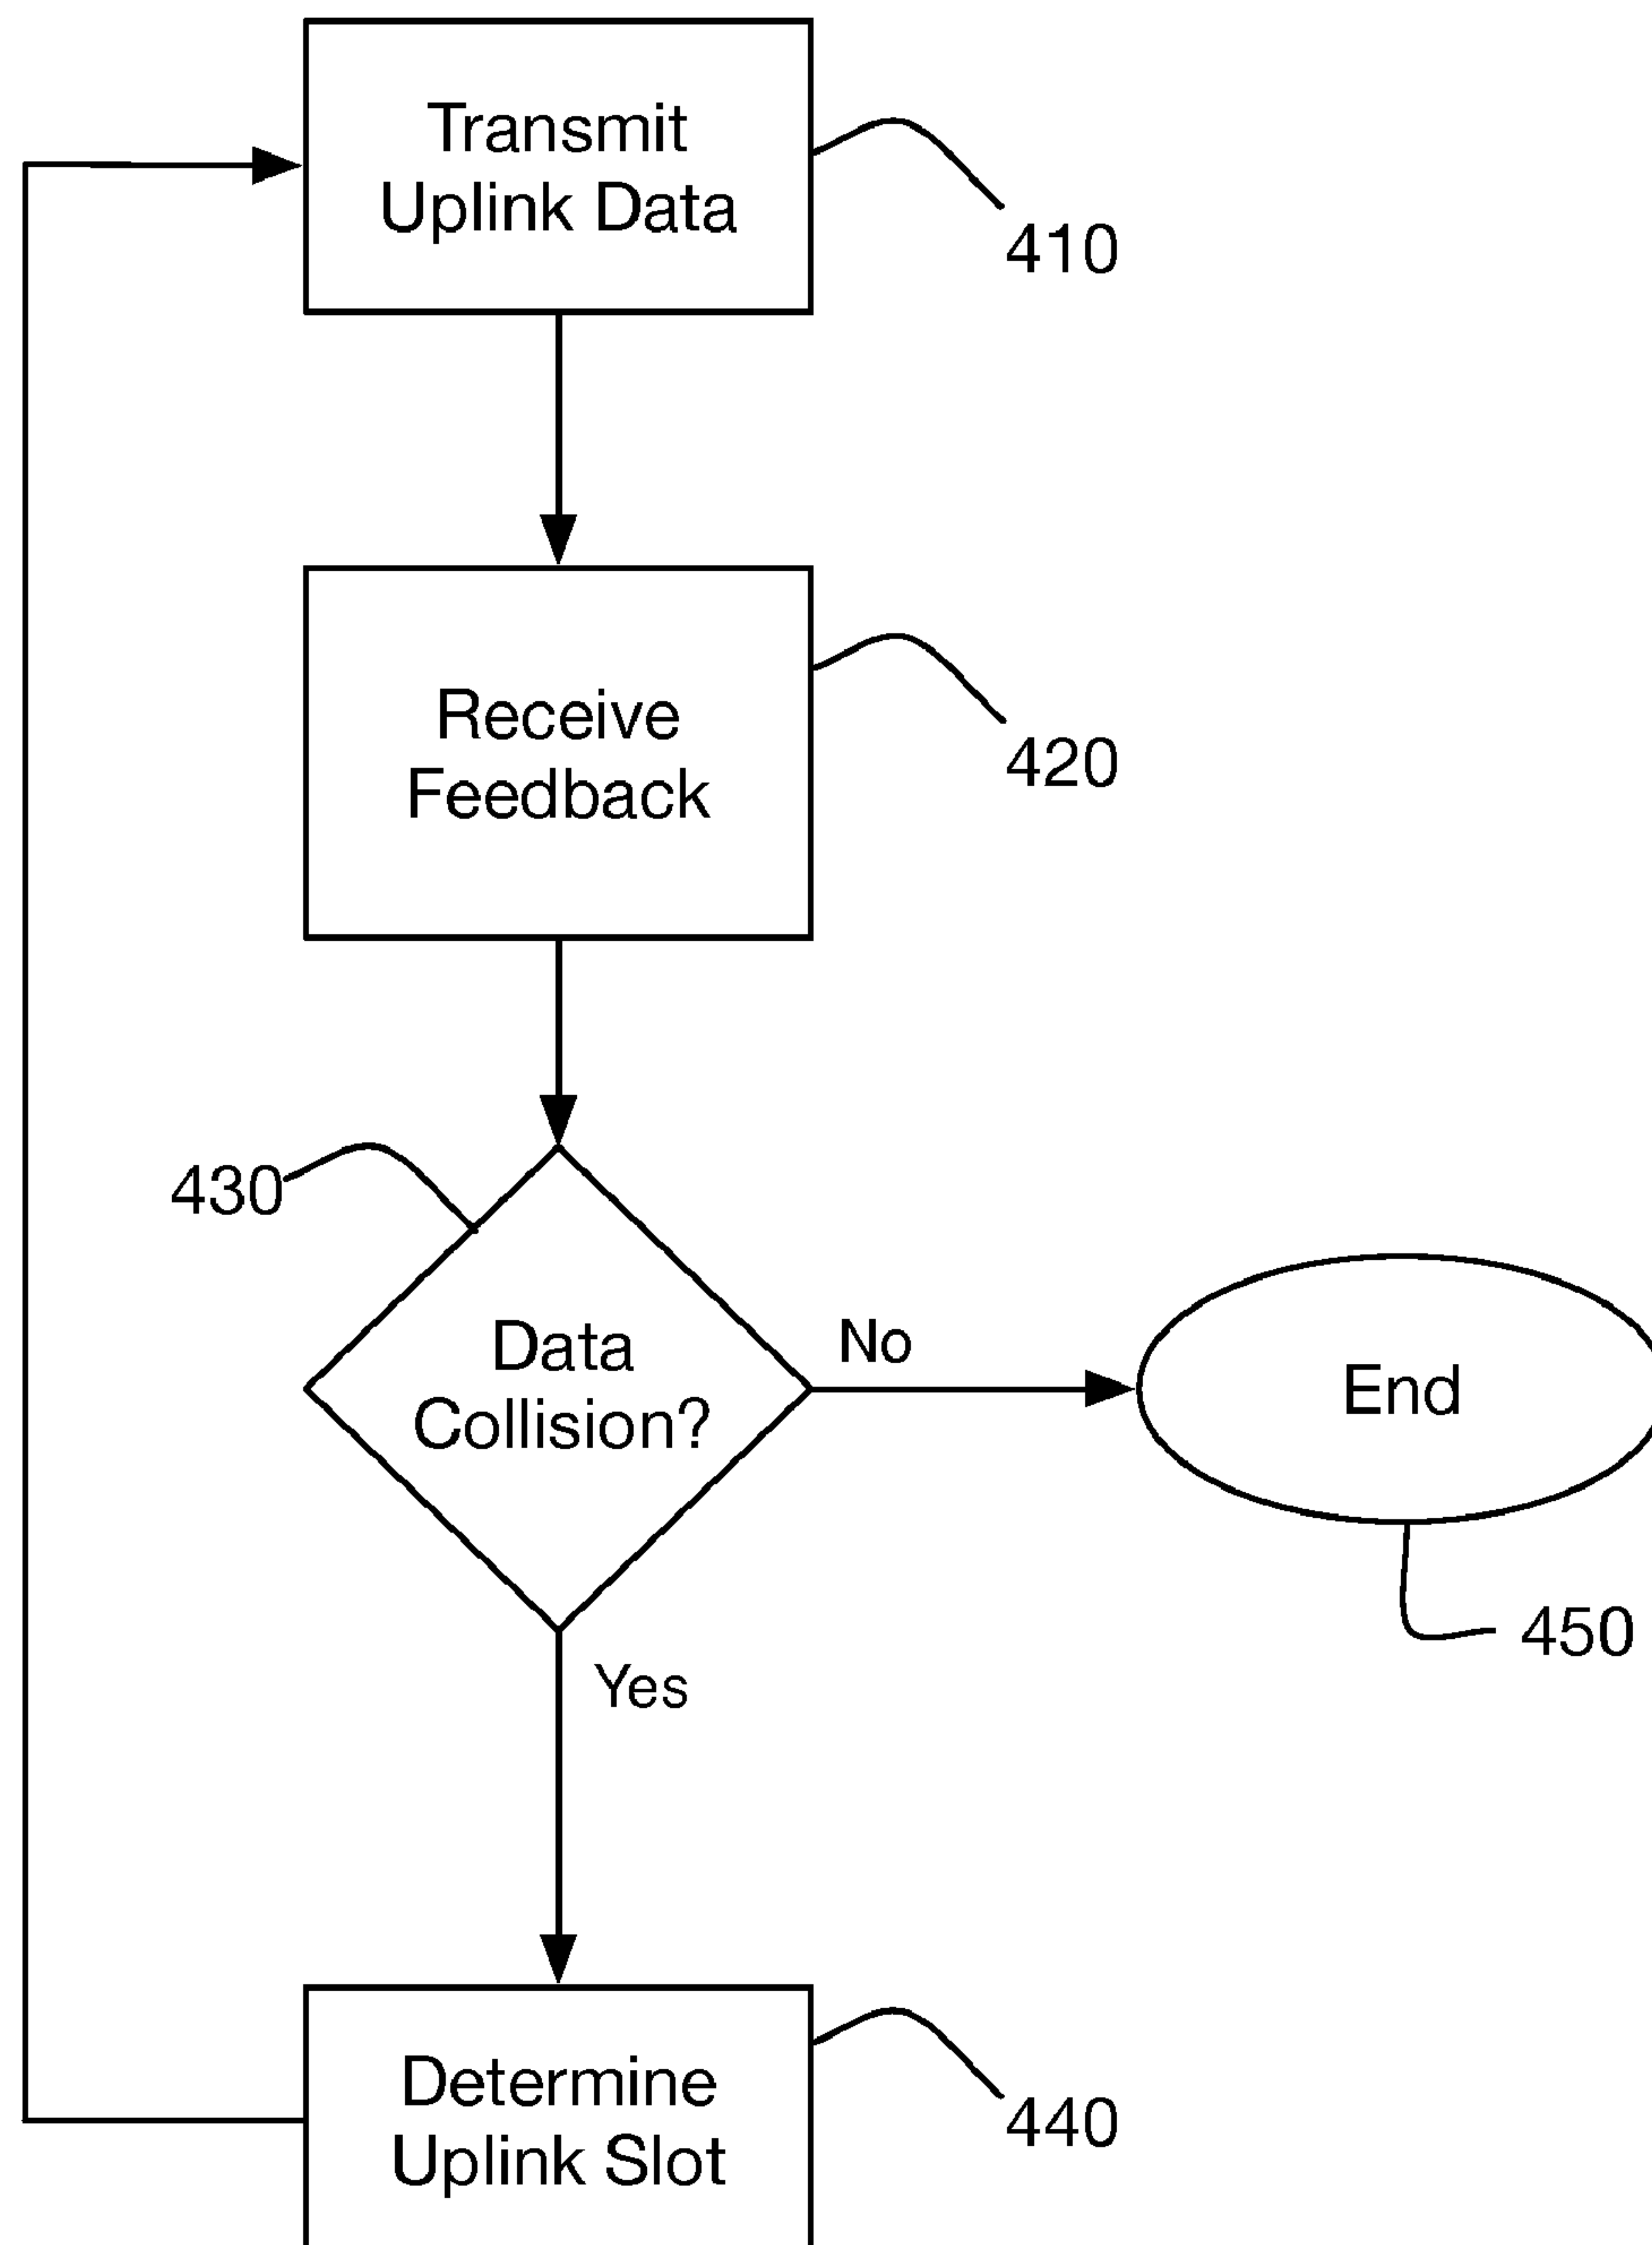 Transmit
Uplink Data
410
Receive
Feedback
420
430
Data
Collision?
No
End
Yes
450
Determine
Uplink Slot
440